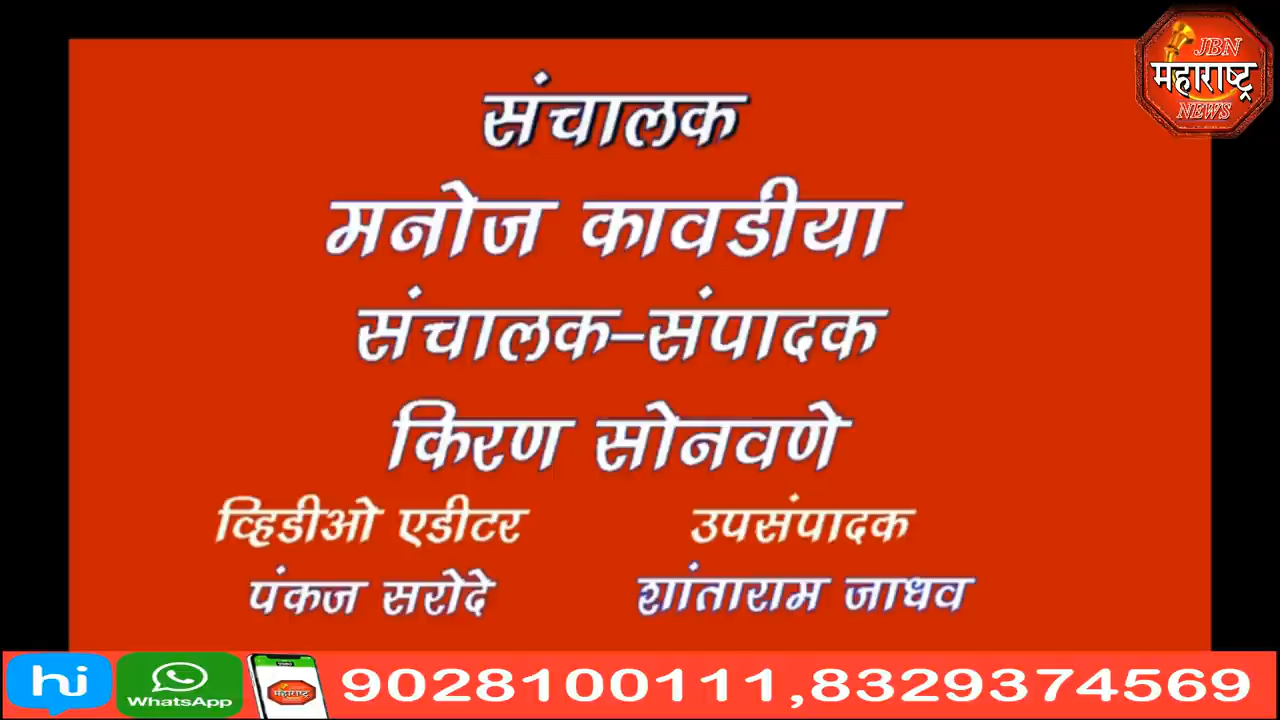 JBN
महाराष्ट्र
NEWS
संचालक
मनोज कावडीया
संचालक-संपादक
किरण सोनवणे
व्हिडीओ एडीटर उपसंपादक
पंकज सरोदे शांताराम जाधव
hi WhatsApp महाराष्ट्र 9028100111,8329374569